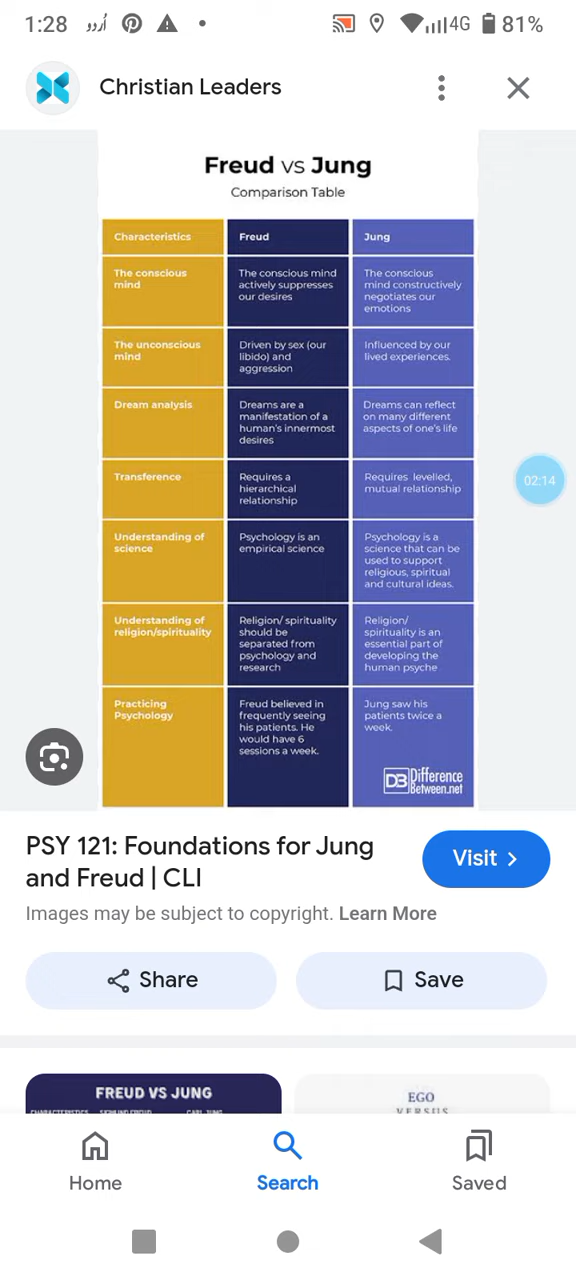 1:28 اُردو 4G 81%
Christian Leaders
Freud vs Jung
Comparison Table
Characteristics
Freud
Jung
The conscious
mind
The conscious mind
actively suppresses
our desires
The conscious
mind constructively
negotiates our
emotions
The unconscious
mind
Driven by sex (our
libido) and
aggression
Influenced by our
lived experiences.
Dream analysis
Dreams are a
manifestation of a
human's innermost
desires
Dreams can reflect
on many different
aspects of one's life
Transference
Requires a
hierarchical
relationship
Requires levelled,
mutual relationship
02:14
Understanding of
science
Psychology is an
empirical science
Psychology is a
science that can be
used to support
religious, spiritual
and cultural ideas.
Understanding of
religion/spirituality
Religion/ spirituality
should be
separated from
psychology and
research
Religion/
spirituality is an
essential part of
developing the
human psyche
Practicing
Psychology
Freud believed in
frequently seeing
his patients. He
would have 6
sessions a week.
Jung saw his
patients twice a
week.
DB Difference
Between.net
PSY 121: Foundations for Jung
and Freud | CLI
Visit
Images may be subject to copyright. Learn More
Share
Save
FREUD VS JUNG
CHARACTERISTICS SIGMUND FREUD CARL JUNG
EGO
VERSUS
Home
Search
Saved